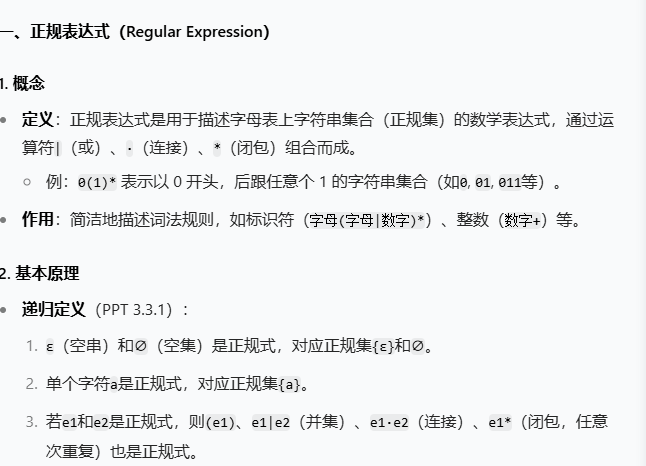 一、正规表达式（Regular Expression）
1. 概念
• 定义：正规表达式是用于描述字母表上字符串集合（正规集）的数学表达式，通过运
算符|（或）、·（连接）、*（闭包）组合而成。
○ 例：0(1)* 表示以 0 开头，后跟任意个 1 的字符串集合（如0, 01, 011等）。
• 作用：简洁地描述词法规则，如标识符（字母(字母|数字)*）、整数（数字+）等。
2. 基本原理
• 递归定义（PPT 3.3.1）：
1. ε（空串）和∅（空集）是正规式，对应正规集{ε}和∅。
2. 单个字符a是正规式，对应正规集{a}。
3. 若e1和e2是正规式，则(e1)、e1|e2（并集）、e1·e2（连接）、e1*（闭包，任意
次重复）也是正规式。